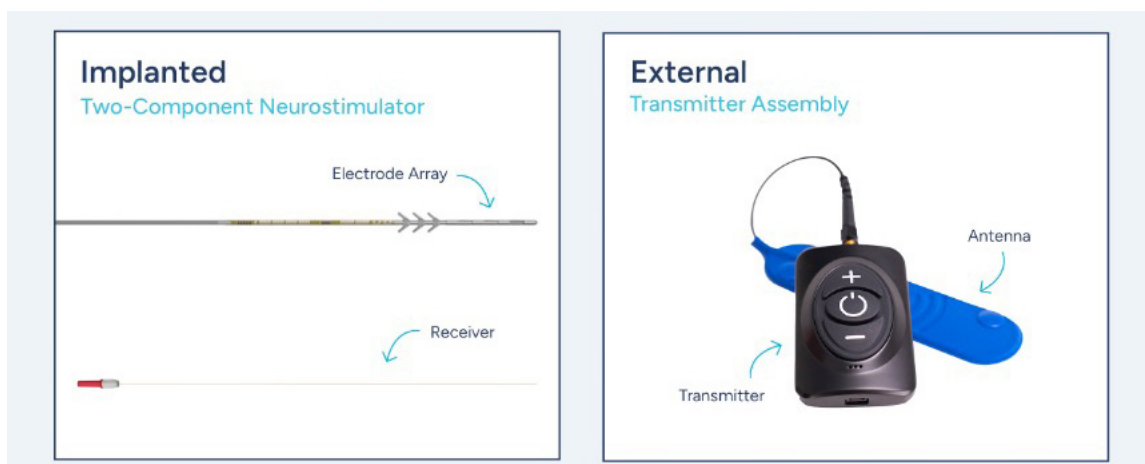 Implanted
Two-Component Neurostimulator
Electrode Array
Receiver
External
Transmitter Assembly
Antenna
Transmitter